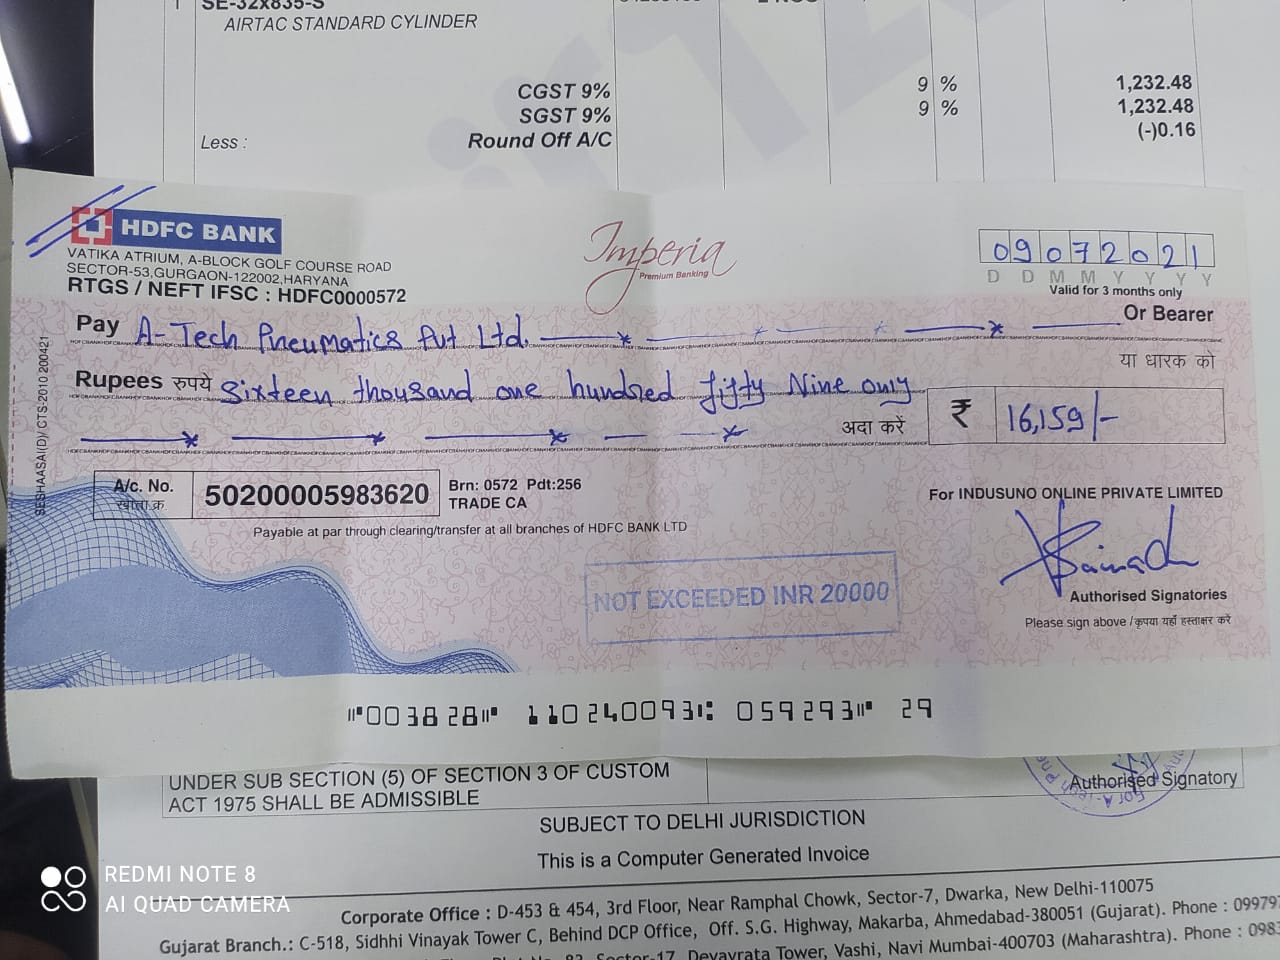 1 SE-32x835-S
AIRTAC STANDARD CYLINDER
CGST 9% 9 % 1,232.48
SGST 9% 9 % 1,232.48
Less : Round Off A/C (-)0.16
HDFC BANK
VATIKA ATRIUM, A-BLOCK GOLF COURSE ROAD
SECTOR-53,GURGAON-122002,HARYANA
RTGS / NEFT IFSC : HDFC0000572
Imperia
Premium Banking
09072021
D D M M Y Y Y Y
Valid for 3 months only
Pay A-Tech Pneumatics Pvt Ltd. Or Bearer
या धारक को
Rupees रुपये Sixteen thousand one hundred fifty Nine only
अदा करें ₹ 16,159/-
SESHAASAI(D)/ CTS-2010 200421
A/c. No. 50200005983620 Brn: 0572 Pdt:256
खाता क्र. TRADE CA
Payable at par through clearing/transfer at all branches of HDFC BANK LTD
For INDUSUNO ONLINE PRIVATE LIMITED
NOT EXCEEDED INR 20000
Authorised Signatories
Please sign above / कृपया यहाँ हस्ताक्षर करें
003828 110240093 059293 29
UNDER SUB SECTION (5) OF SECTION 3 OF CUSTOM
ACT 1975 SHALL BE ADMISSIBLE
Authorised Signatory
SUBJECT TO DELHI JURISDICTION
This is a Computer Generated Invoice
REDMI NOTE 8
AI QUAD CAMERA
Corporate Office : D-453 & 454, 3rd Floor, Near Ramphal Chowk, Sector-7, Dwarka, New Delhi-110075
Gujarat Branch.: C-518, Sidhhi Vinayak Tower C, Behind DCP Office, Off. S.G. Highway, Makarba, Ahmedabad-380051 (Gujarat). Phone : 09979
Sector-17, Devavrata Tower, Vashi, Navi Mumbai-400703 (Maharashtra). Phone : 098